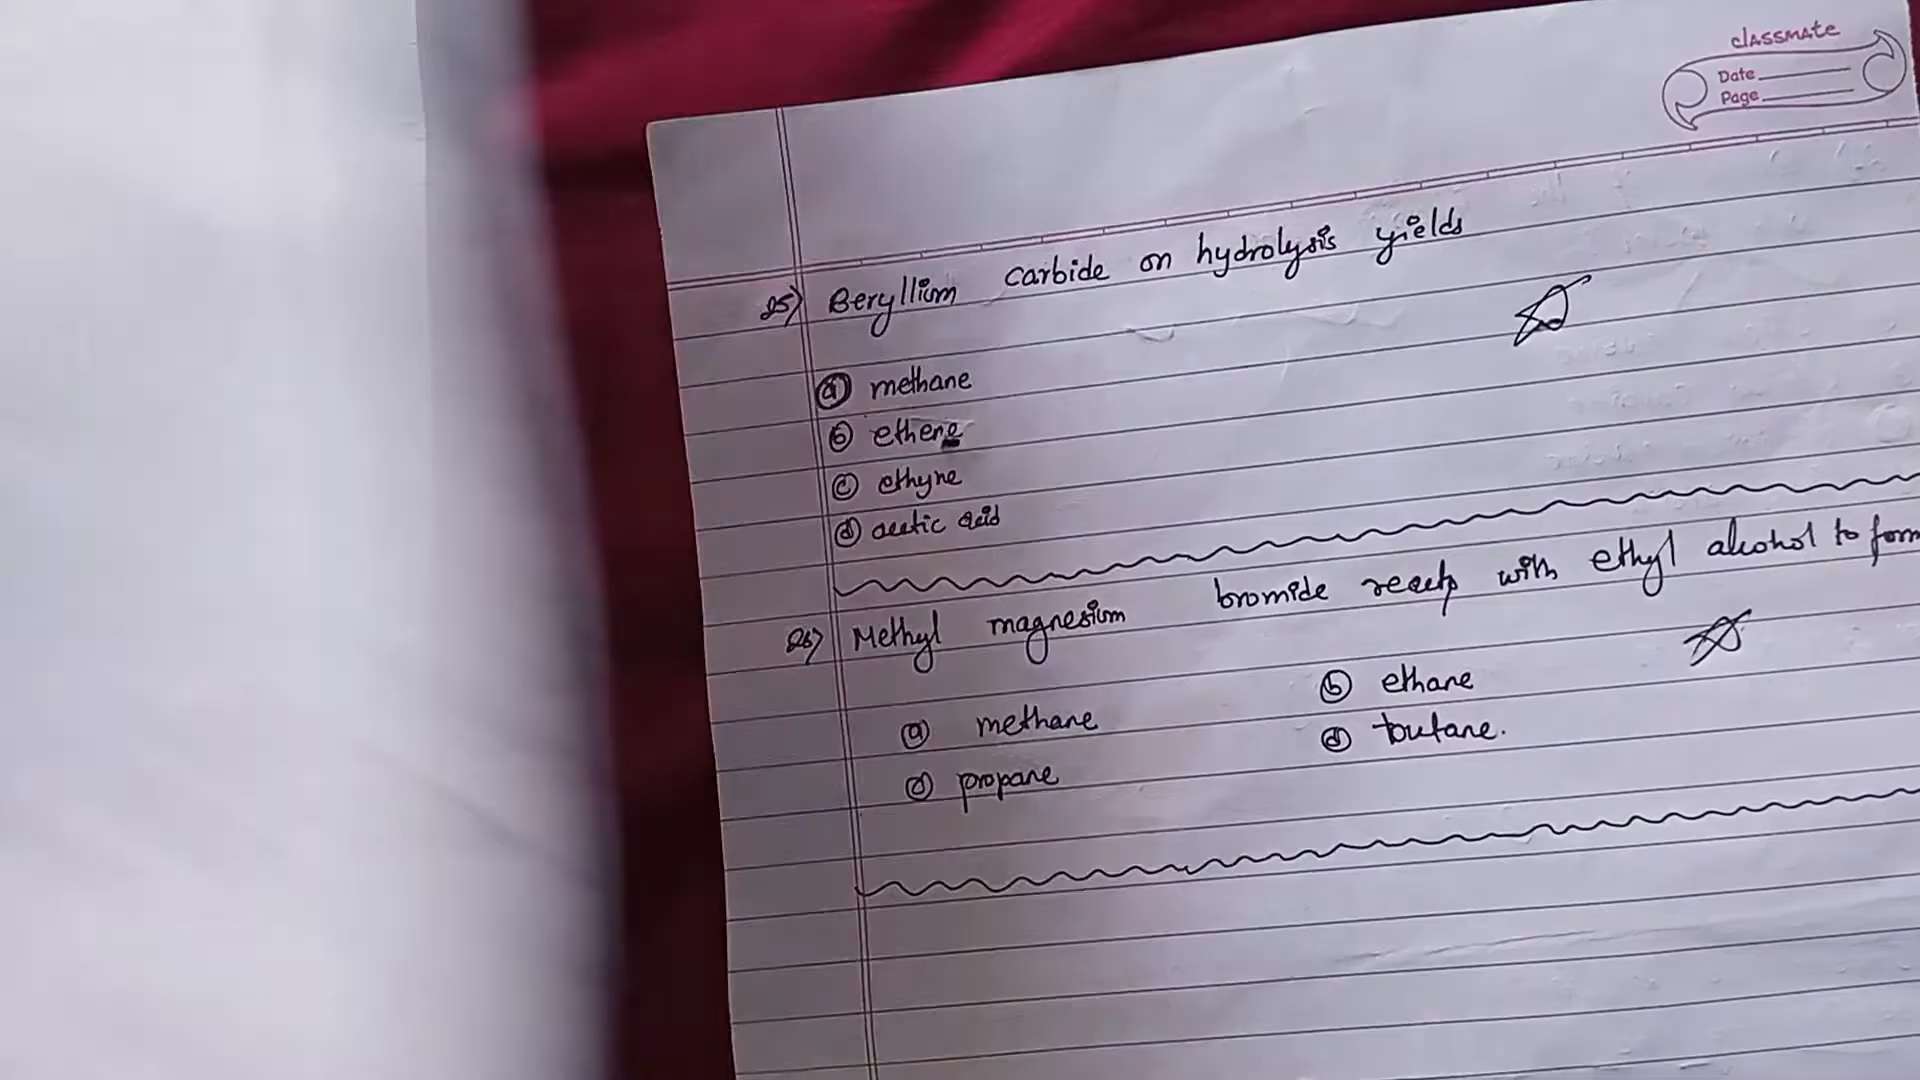 classmate
Date
Page
25) Beryllium carbide on hydrolysis yields
(a) methane
(b) ethene
(c) ethyne
(d) acetic acid
26) Methyl magnesium bromide reacts with ethyl alcohol to form
(a) methane (b) ethane
(c) propane (d) butane.